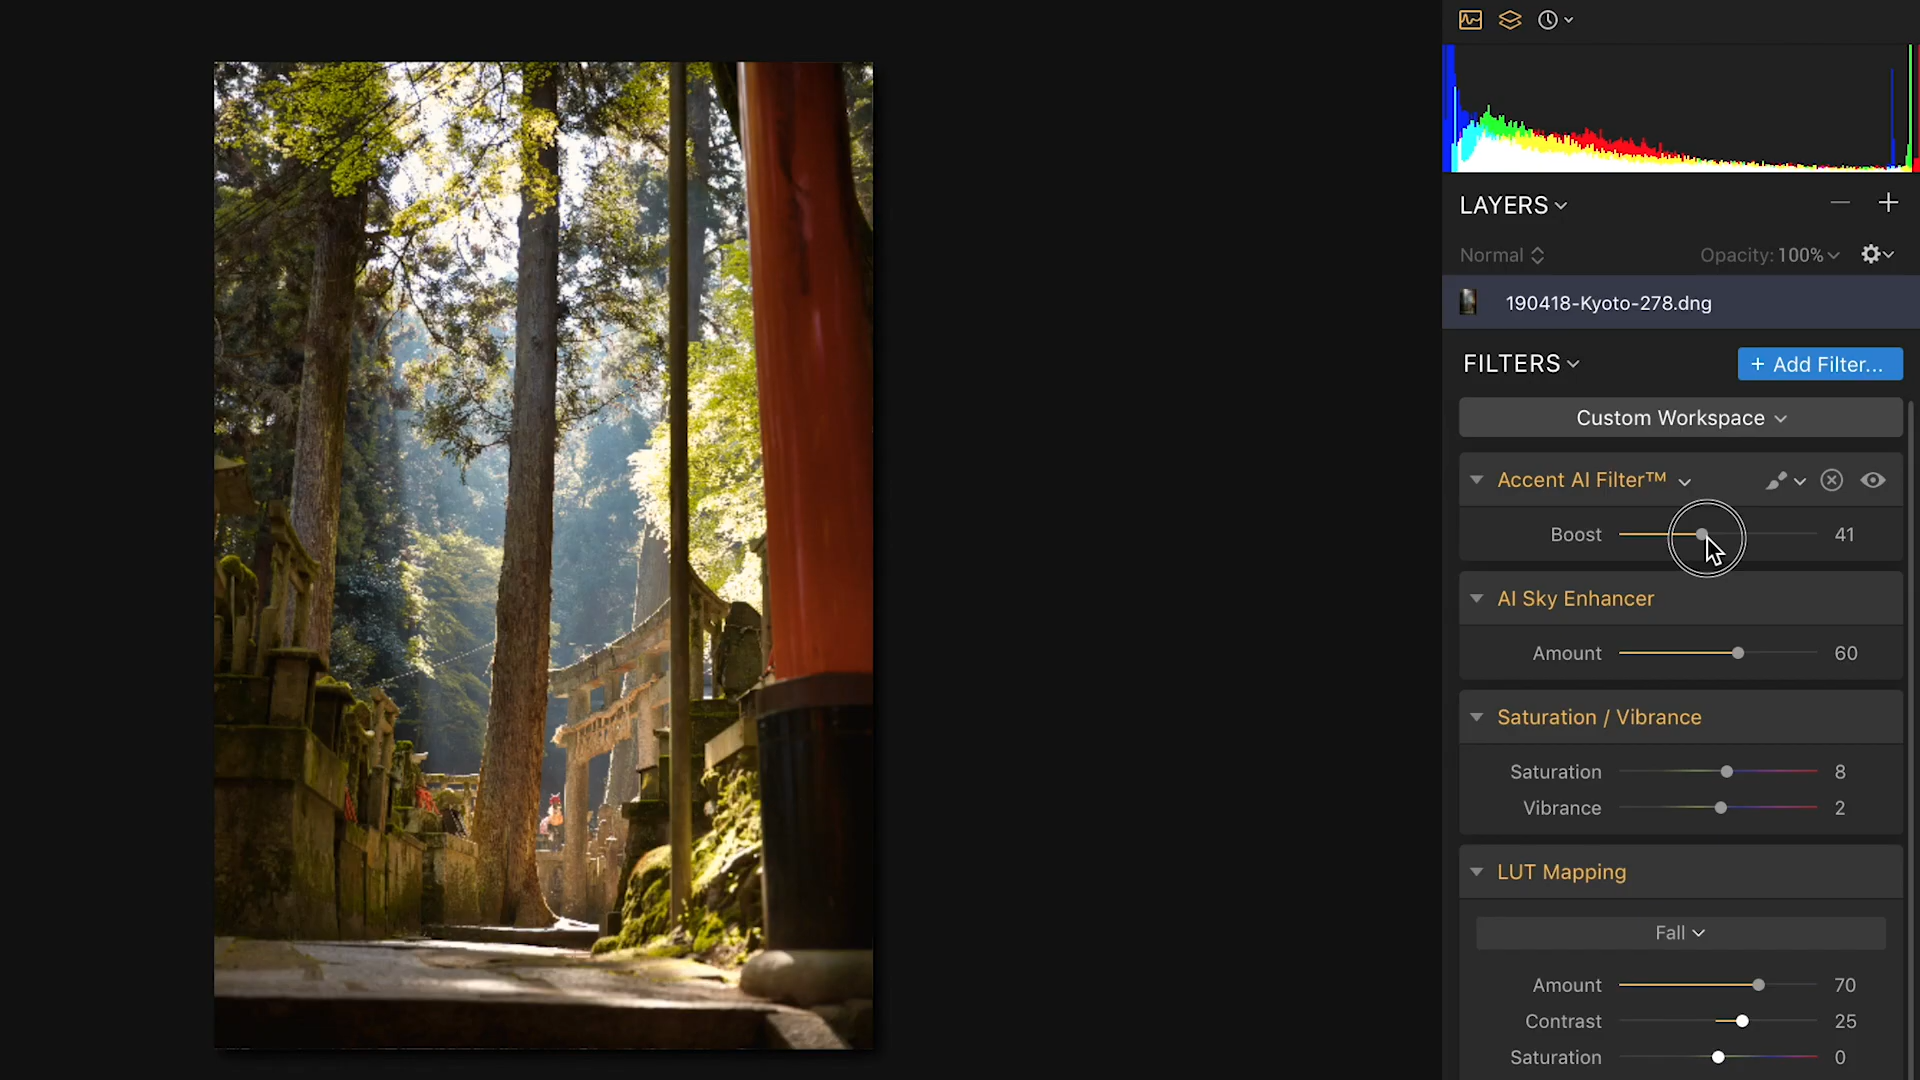 LAYERS
Normal Opacity: 100%
190418-Kyoto-278.dng
FILTERS + Add Filter...
Custom Workspace
Accent AI Filter™
Boost 41
AI Sky Enhancer
Amount 60
Saturation / Vibrance
Saturation 8
Vibrance 2
LUT Mapping
Fall
Amount 70
Contrast 25
Saturation 0